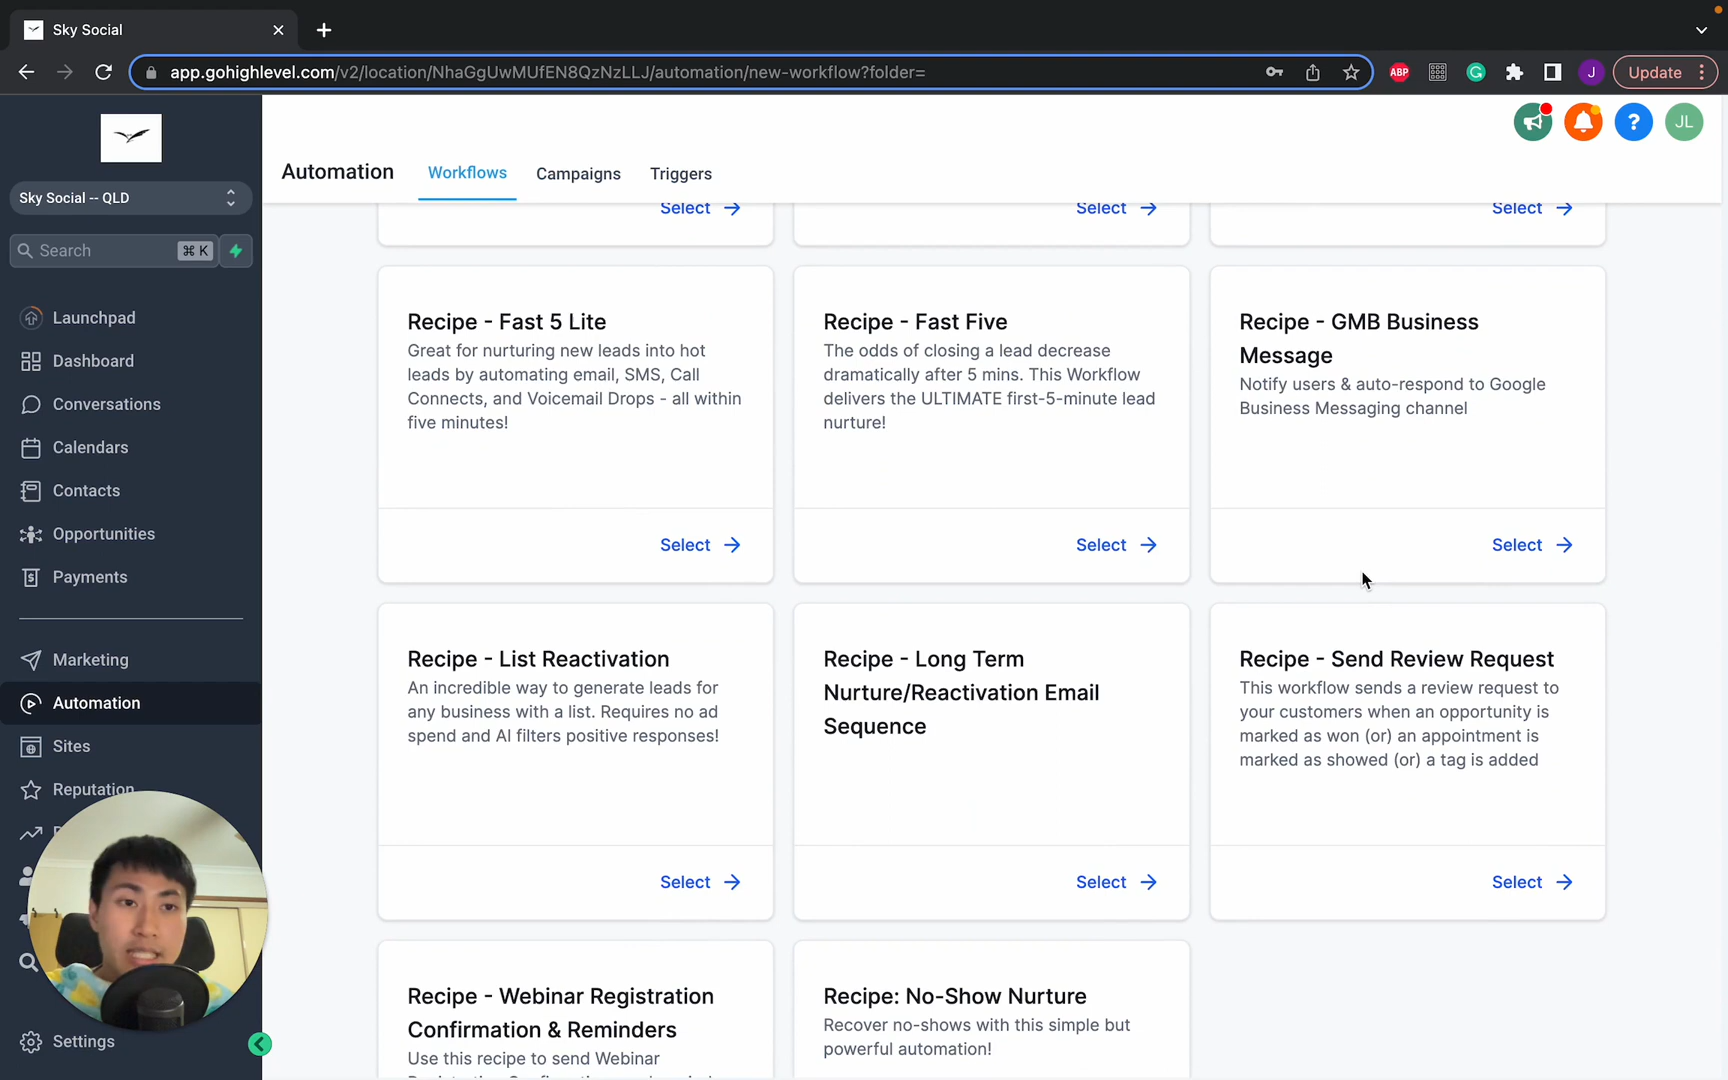 Sky Social
app.gohighlevel.com/v2/location/NhaGgUwMUfEN8QzNzLLJ/automation/new-workflow?folder=
ABP
J
Update
Sky Social -- QLD
Search
⌘ K
Launchpad
Dashboard
Conversations
Calendars
Contacts
Opportunities
Payments
Marketing
Automation
Sites
Reputation
Settings
?
JL
Automation
Workflows
Campaigns
Triggers
Select →
Select →
Select →
Recipe - Fast 5 Lite
Great for nurturing new leads into hot
leads by automating email, SMS, Call
Connects, and Voicemail Drops - all within
five minutes!
Select →
Recipe - Fast Five
The odds of closing a lead decrease
dramatically after 5 mins. This Workflow
delivers the ULTIMATE first-5-minute lead
nurture!
Select →
Recipe - GMB Business
Message
Notify users & auto-respond to Google
Business Messaging channel
Select →
Recipe - List Reactivation
An incredible way to generate leads for
any business with a list. Requires no ad
spend and AI filters positive responses!
Select →
Recipe - Long Term
Nurture/Reactivation Email
Sequence
Select →
Recipe - Send Review Request
This workflow sends a review request to
your customers when an opportunity is
marked as won (or) an appointment is
marked as showed (or) a tag is added
Select →
Recipe - Webinar Registration
Confirmation & Reminders
Use this recipe to send Webinar
Recipe: No-Show Nurture
Recover no-shows with this simple but
powerful automation!